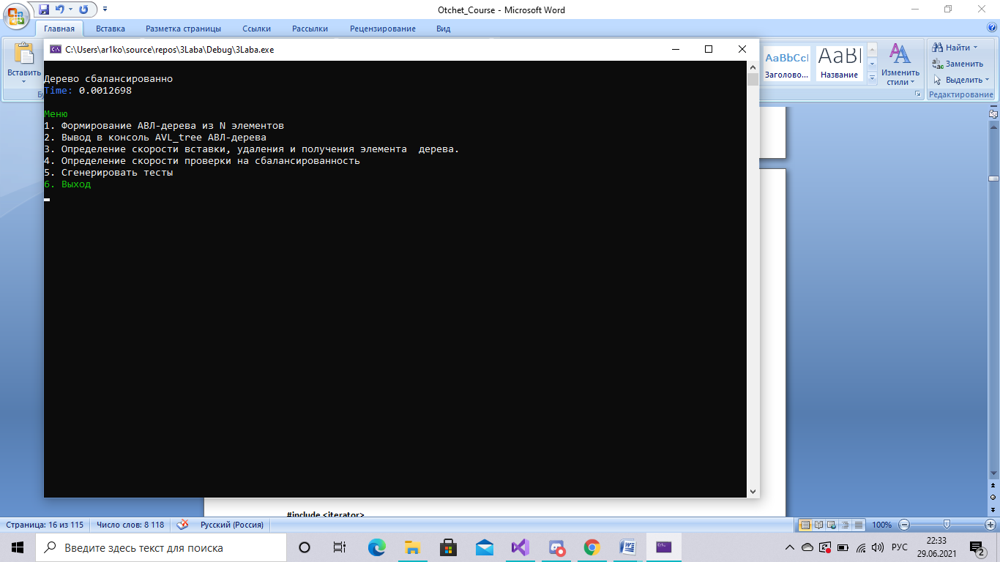 Otchet_Course - Microsoft Word
Главная Вставка Разметка страницы Ссылки Рассылки Рецензирование Вид
C:\Users\ar1ko\source\repos\3Laba\Debug\3Laba.exe
Вставить
AaBbCcI AaBI
Заголово... Название
Изменить стили
Найти
Заменить
Выделить
Редактирование
Дерево сбалансированно
Time: 0.0012698
Меню
1. Формирование АВЛ-дерева из N элементов
2. Вывод в консоль AVL_tree АВЛ-дерева
3. Определение скорости вставки, удаления и получения элемента  дерева.
4. Определение скорости проверки на сбалансированность
5. Сгенерировать тесты
6. Выход
#include <iterator>
Страница: 16 из 115 Число слов: 8 118 Русский (Россия) 100%
Введите здесь текст для поиска
РУС
22:33
29.06.2021
2